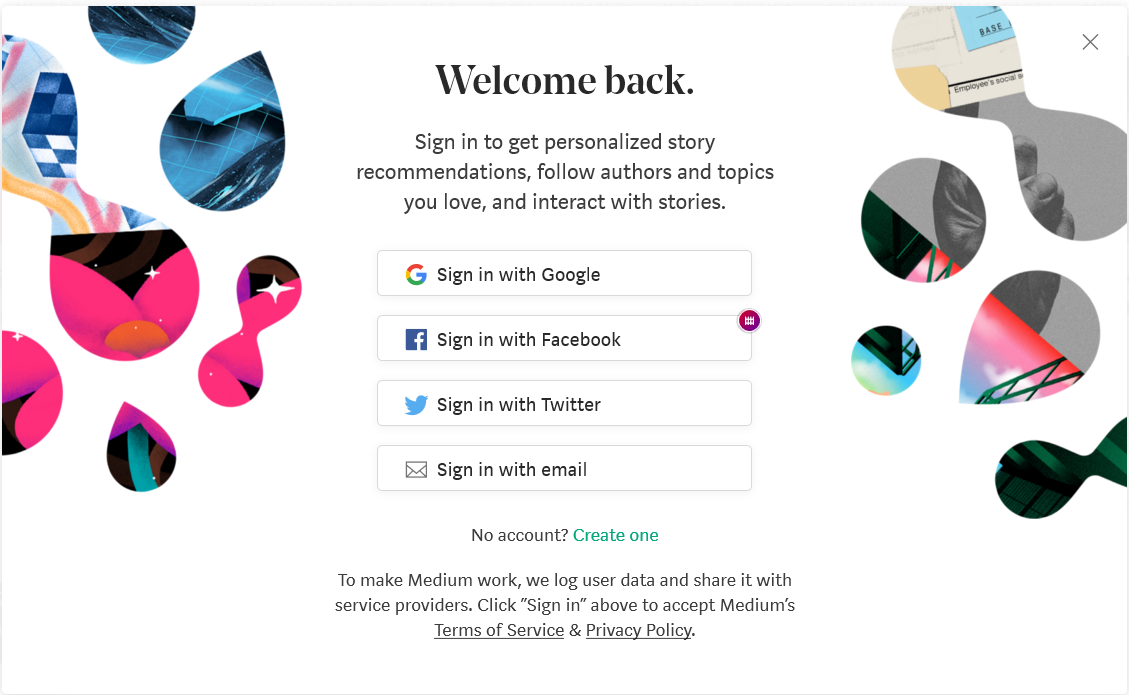 BASE
Employee's social s
Welcome back.
Sign in to get personalized story
recommendations, follow authors and topics
you love, and interact with stories.
Sign in with Google
Sign in with Facebook
Sign in with Twitter
Sign in with email
No account? Create one
To make Medium work, we log user data and share it with
service providers. Click "Sign in" above to accept Medium's
Terms of Service & Privacy Policy.